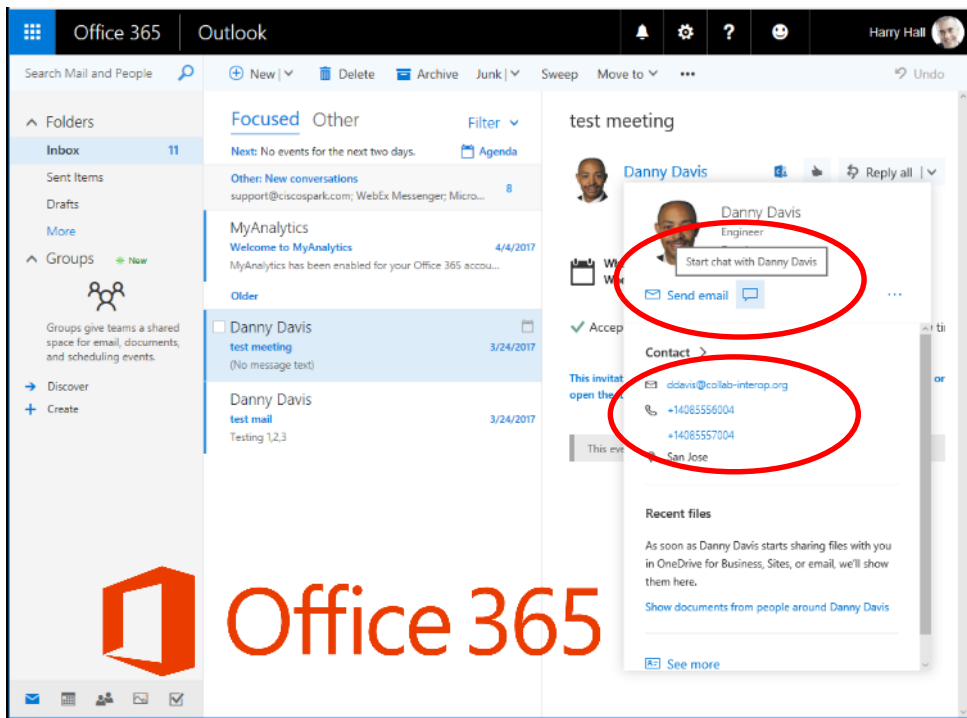 Office 365
Outlook
?
Harry Hall
Search Mail and People
New
Delete
Archive
Junk
Sweep
Move to
Undo
Folders
Inbox 11
Sent Items
Drafts
More
Groups
New
Groups give teams a shared
space for email, documents,
and scheduling events.
Discover
Create
Focused Other
Filter
Next: No events for the next two days.
Agenda
Other: New conversations
support@ciscospark.com; WebEx Messenger; Micro...
8
MyAnalytics
Welcome to MyAnalytics 4/4/2017
MyAnalytics has been enabled for your Office 365 accou...
Older
Danny Davis
test meeting 3/24/2017
(No message text)
Danny Davis
test mail 3/24/2017
Testing 1,2,3
test meeting
Danny Davis
Reply all
Danny Davis
Engineer
Start chat with Danny Davis
Send email
...
Accep
This invitat
or
open the
This eve
Contact >
ddavis@collab-interop.org
+14085556004
+14085557004
San Jose
Recent files
As soon as Danny Davis starts sharing files with you
in OneDrive for Business, Sites, or email, we'll show
them here.
Show documents from people around Danny Davis
See more
Office 365